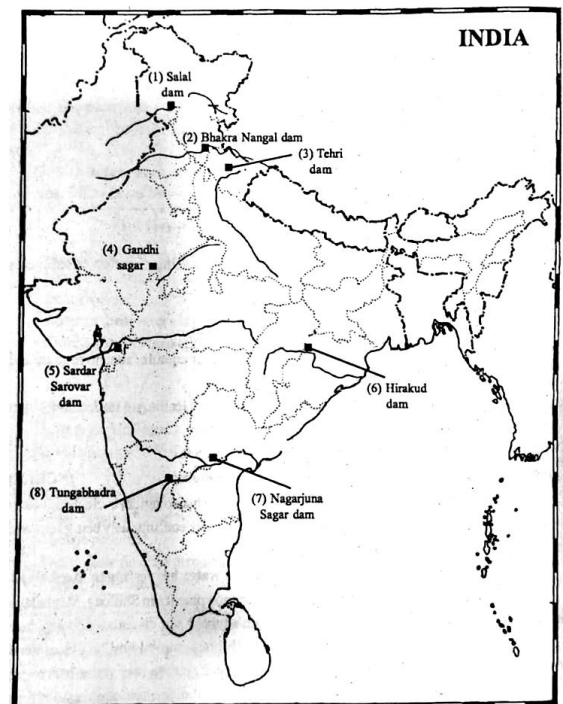 INDIA
(1) Salal
dam
(2) Bhakra Nangal dam
(3) Tehri
dam
(4) Gandhi
sagar
(5) Sardar
Sarovar
dam
(6) Hirakud
dam
(7) Nagarjuna
Sagar dam
(8) Tungabhadra
dam